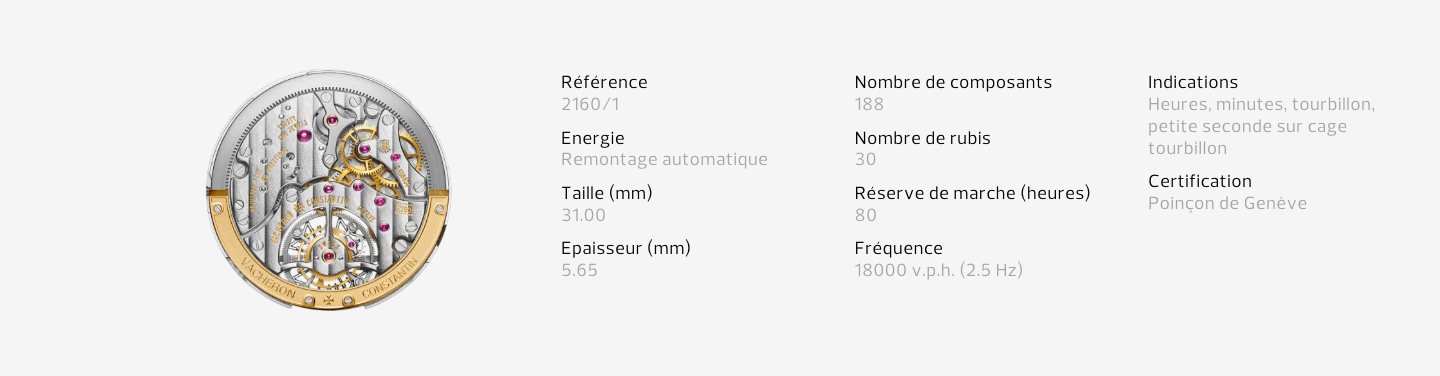 VACHERON CONSTANTIN
Référence
2160/1
Energie
Remontage automatique
Taille (mm)
31.00
Epaisseur (mm)
5.65
Nombre de composants
188
Nombre de rubis
30
Réserve de marche (heures)
80
Fréquence
18000 v.p.h. (2.5 Hz)
Indications
Heures, minutes, tourbillon,
petite seconde sur cage
tourbillon
Certification
Poinçon de Genève